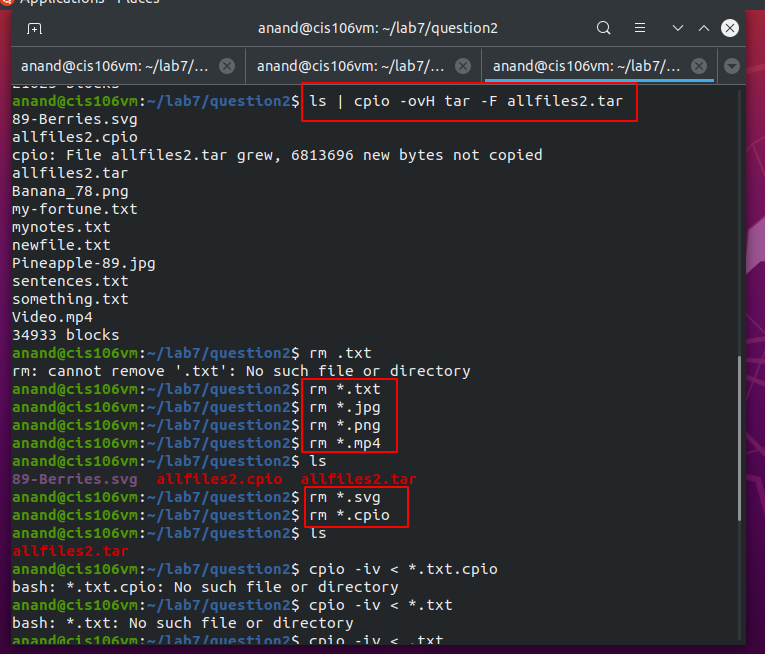 Applications - Places
anand@cis106vm: ~/lab7/question2
anand@cis106vm: ~/lab7/... anand@cis106vm: ~/lab7/... anand@cis106vm: ~/lab7/...
21623 blocks
anand@cis106vm:~/lab7/question2$ ls | cpio -ovH tar -F allfiles2.tar
89-Berries.svg
allfiles2.cpio
cpio: File allfiles2.tar grew, 6813696 new bytes not copied
allfiles2.tar
Banana_78.png
my-fortune.txt
mynotes.txt
newfile.txt
Pineapple-89.jpg
sentences.txt
something.txt
Video.mp4
34933 blocks
anand@cis106vm:~/lab7/question2$ rm .txt
rm: cannot remove '.txt': No such file or directory
anand@cis106vm:~/lab7/question2$ rm *.txt
anand@cis106vm:~/lab7/question2$ rm *.jpg
anand@cis106vm:~/lab7/question2$ rm *.png
anand@cis106vm:~/lab7/question2$ rm *.mp4
anand@cis106vm:~/lab7/question2$ ls
89-Berries.svg allfiles2.cpio allfiles2.tar
anand@cis106vm:~/lab7/question2$ rm *.svg
anand@cis106vm:~/lab7/question2$ rm *.cpio
anand@cis106vm:~/lab7/question2$ ls
allfiles2.tar
anand@cis106vm:~/lab7/question2$ cpio -iv < *.txt.cpio
bash: *.txt.cpio: No such file or directory
anand@cis106vm:~/lab7/question2$ cpio -iv < *.txt
bash: *.txt: No such file or directory
anand@cis106vm:~/lab7/question2$ cpio -iv < .txt